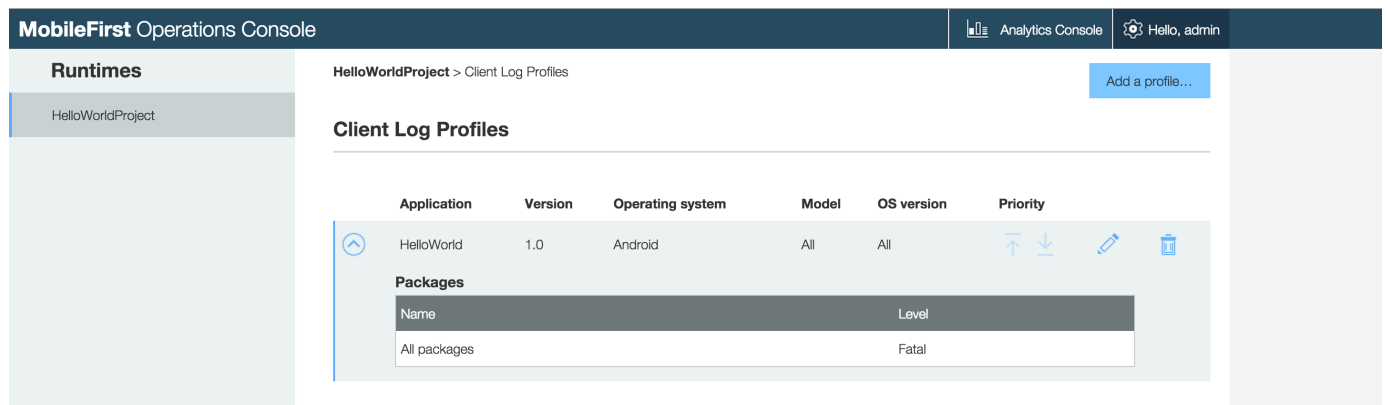 MobileFirst Operations Console
Analytics Console
Hello, admin
Runtimes
HelloWorldProject
HelloWorldProject > Client Log Profiles
Add a profile...
Client Log Profiles
Application Version Operating system Model OS version Priority
HelloWorld 1.0 Android All All
Packages
Name Level
All packages Fatal